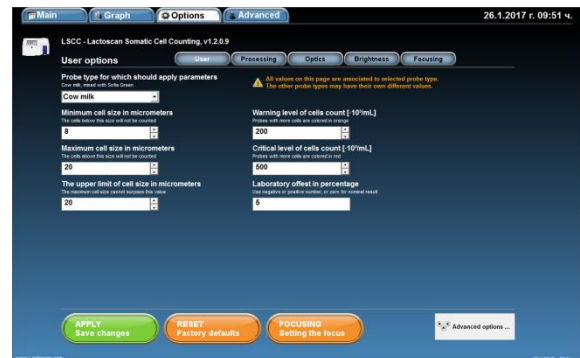 Main
Graph
Options
Advanced
26.1.2017 г. 09:51 ч.
LSCC - Lactoscan Somatic Cell Counting, v1.2.0.9
User options
User
Processing
Optics
Brightness
Focusing
Probe type for which should apply parameters
Cow milk, mixed with Sofia Green
Cow milk
All values on this page are associated to selected probe type.
The other probe types may have their own different values.
Minimum cell size in micrometers
The cells below this size will not be counted
8
Warning level of cells count [·10³/mL]
Probes with more cells are colored in orange
200
Maximum cell size in micrometers
The cells above this size will not be counted
20
Critical level of cells count [·10³/mL]
Probes with more cells are colored in red
500
The upper limit of cell size in micrometers
The maximum cell size cannot surpass this value
20
Laboratory offest in percentage
Use negative or positive number, or zero for nominal result
5
APPLY
Save changes
RESET
Factory defaults
FOCUSING
Setting the focus
Advanced options ...